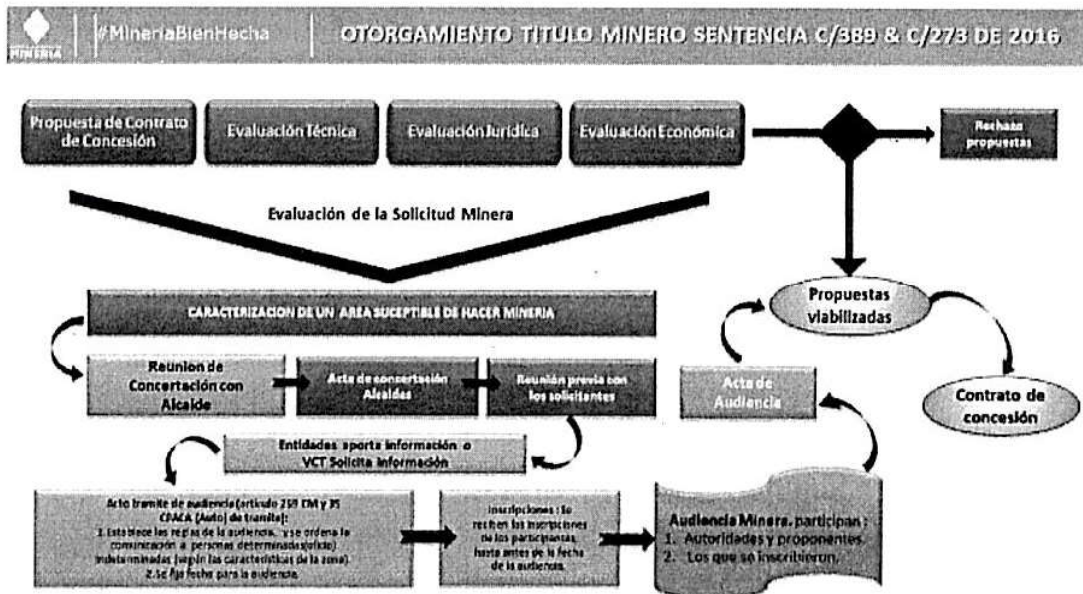 MINERIA
#MineriaBienHecha
OTORGAMIENTO TITULO MINERO SENTENCIA C/389 & C/273 DE 2016
Propuesta de Contrato
de Concesión
Evaluación Técnica
Evaluación Jurídica
Evaluación Económica
Rechazo
propuestas
Evaluación de la Solicitud Minera
CARACTERIZACION DE UN AREA SUCEPTIBLE DE HACER MINERIA
Propuestas
viabilizadas
Reunion de
Concertación con
Alcalde
Acta de concertación
Alcaldes
Reunión previa con
los solicitantes
Acta de
Audiencia
Contrato de
concesión
Entidades aporta información o
VCT Solicita información
Acto tramite de audiencia (artículo 259 CM y 35
CPACA (Auto) de tramite):
1. Establece las reglas de la audiencia, y se ordena la
comunicación a personas determinadas (oficio)
indeterminadas (según las características de la zona).
2. Se fija fecha para la audiencia.
Inscripciones: Se
reciben las inscripciones
de los participantes,
hasta antes de la fecha
de la audiencia.
Audiencia Minera. participan:
1. Autoridades y proponentes.
2. Los que se inscribieron.